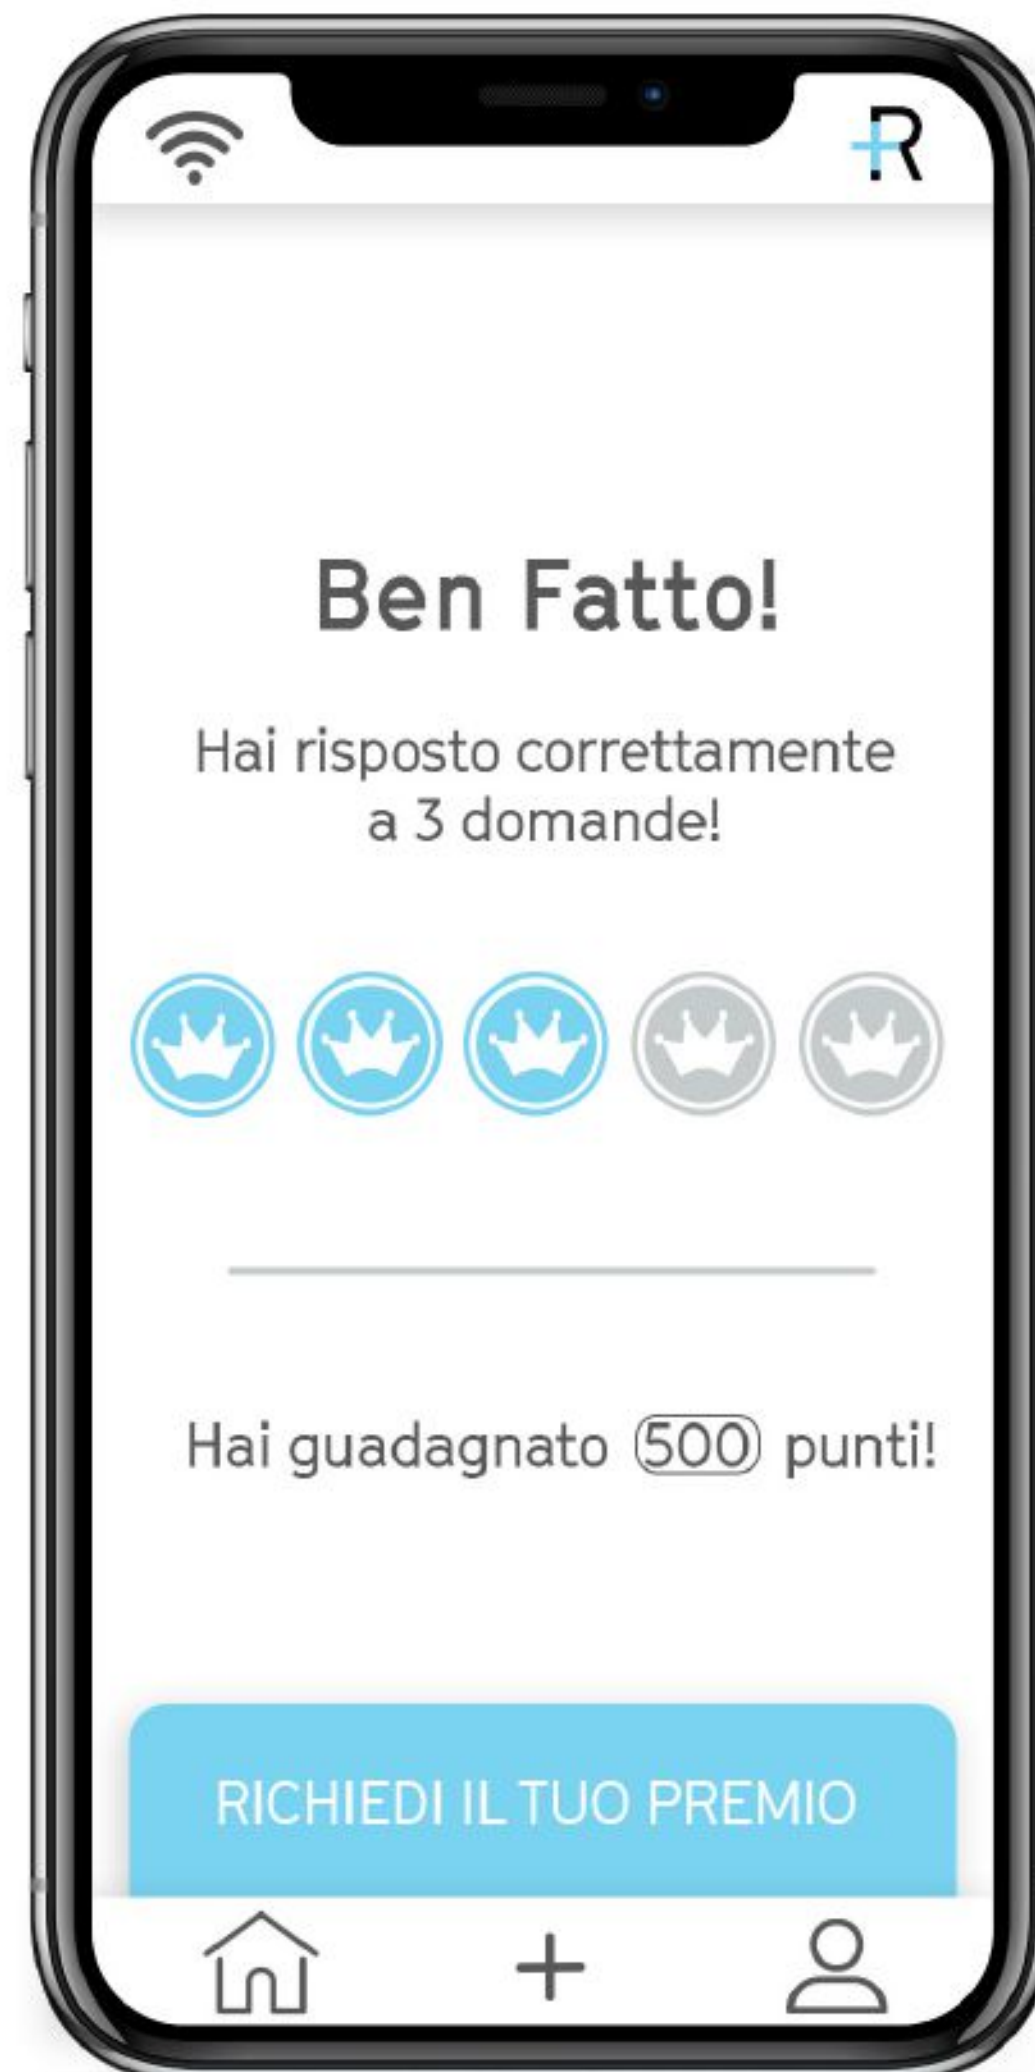 R
Ben Fatto!
Hai risposto correttamente
a 3 domande!
Hai guadagnato 500 punti!
RICHIEDI IL TUO PREMIO